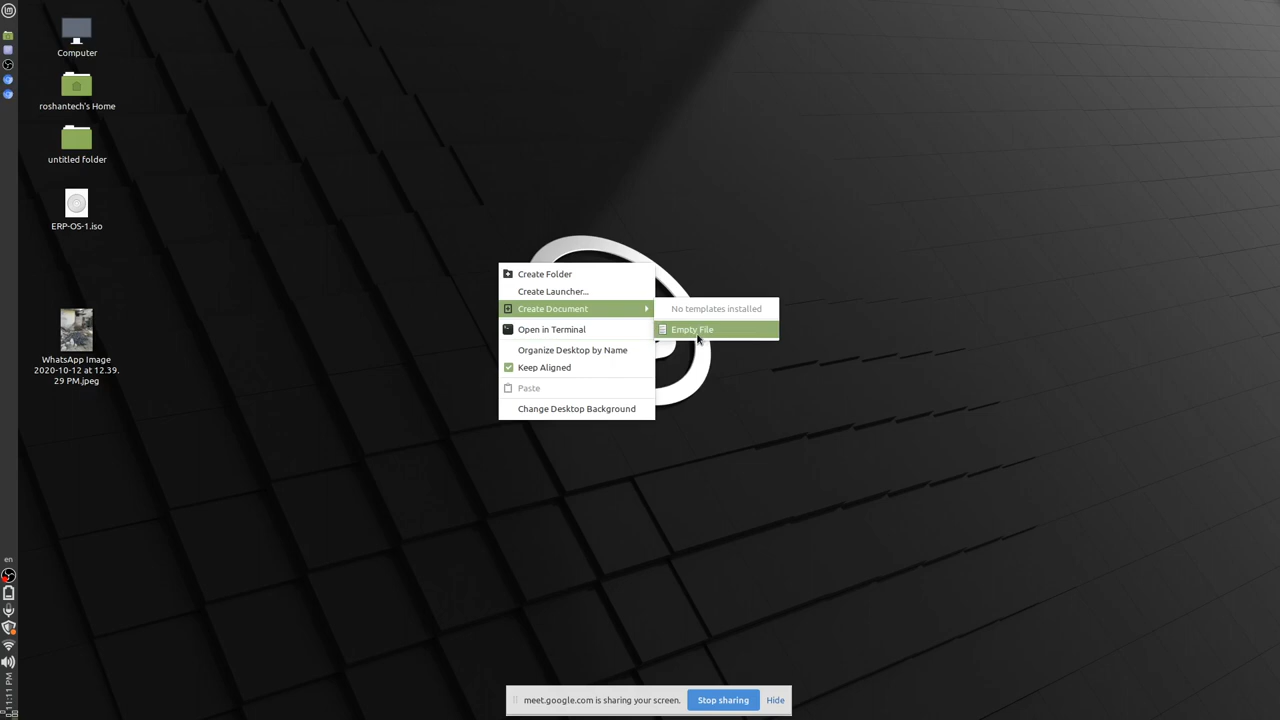 Computer
roshantech's Home
untitled folder
ERP-OS-1.iso
WhatsApp Image
2020-10-12 at 12.39.
29 PM.jpeg
Create Folder
Create Launcher...
Create Document
Open in Terminal
Organize Desktop by Name
Keep Aligned
Paste
Change Desktop Background
No templates installed
Empty File
en
11:11 PM
meet.google.com is sharing your screen.
Stop sharing
Hide